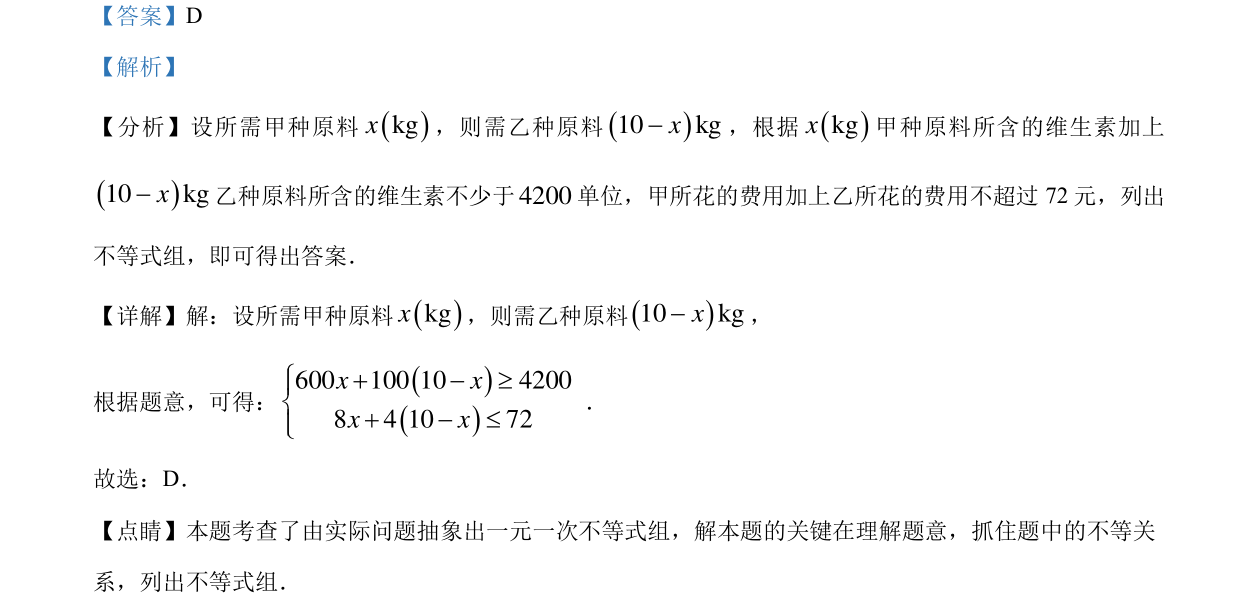 【答案】D
【解析】
【分析】设所需甲种原料 x(kg)，则需乙种原料(10－x)kg，根据 x(kg)甲种原料所含的维生素加上
(10－x)kg 乙种原料所含的维生素不少于 4200 单位，甲所花的费用加上乙所花的费用不超过 72 元，列出
不等式组，即可得出答案．
【详解】解：设所需甲种原料 x(kg)，则需乙种原料(10－x)kg，
根据题意，可得：{600x+100(10－x)≥4200
8x+4(10－x)≤72．
故选：D．
【点睛】本题考查了由实际问题抽象出一元一次不等式组，解本题的关键在理解题意，抓住题中的不等关
系，列出不等式组．